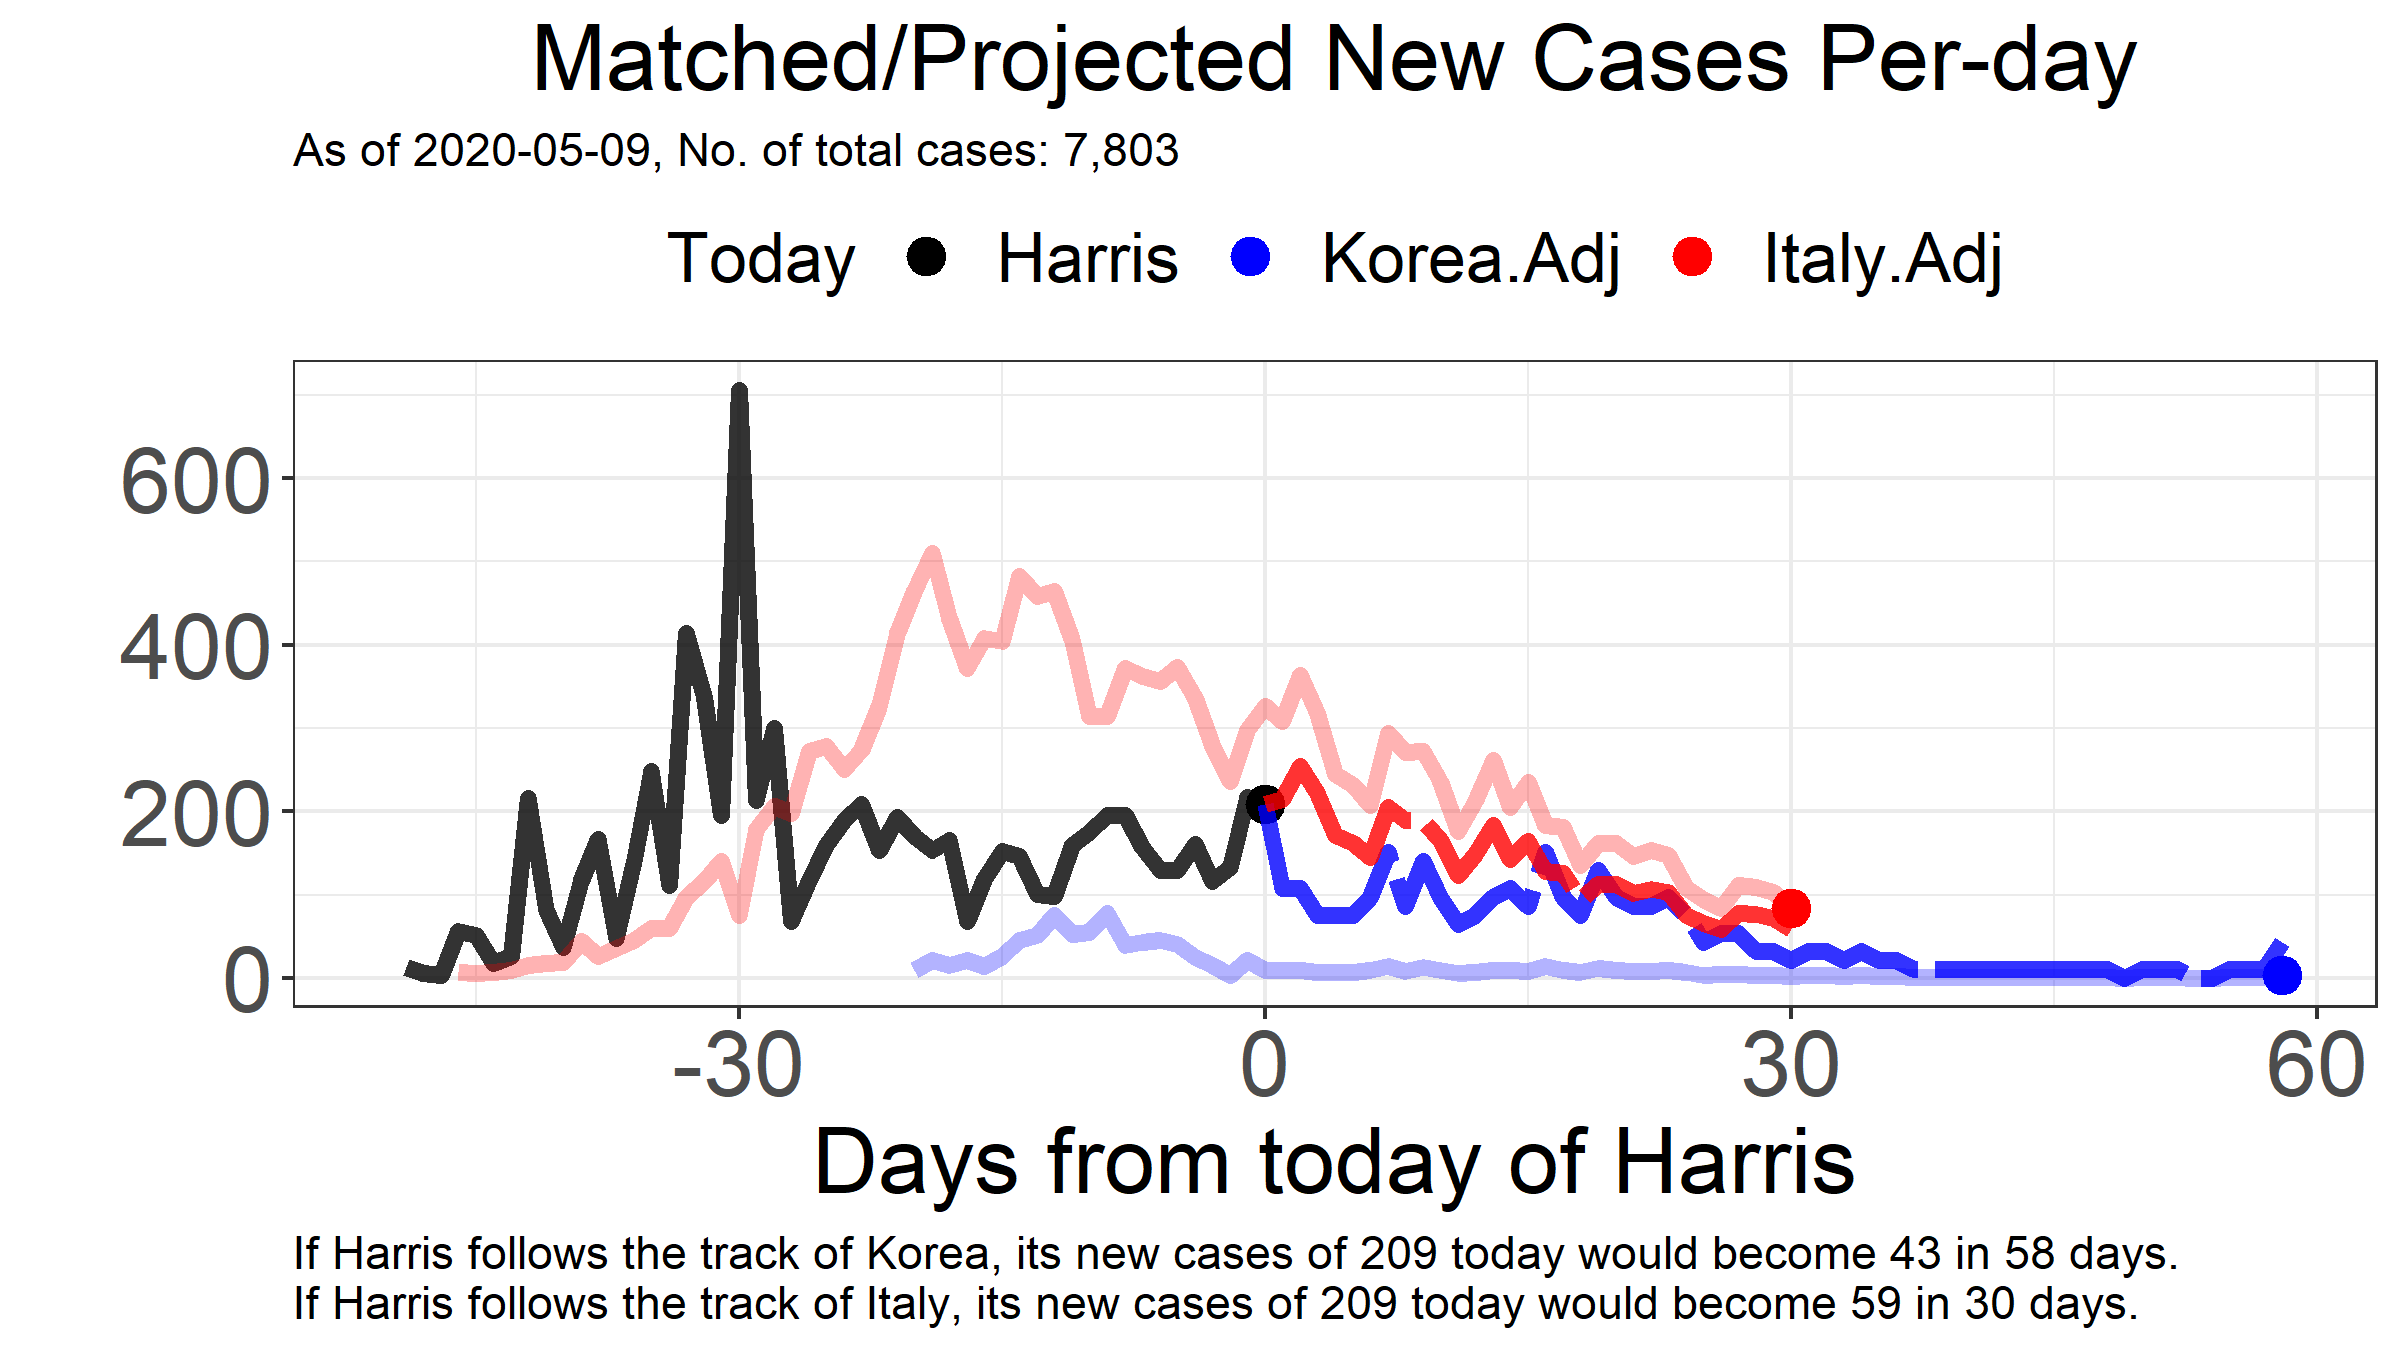 Matched/Projected New Cases Per-day
As of 2020-05-09, No. of total cases: 7,803
Today Harris Korea.Adj Italy.Adj
600
400
200
0
-30 0 30 60
Days from today of Harris
If Harris follows the track of Korea, its new cases of 209 today would become 43 in 58 days.
If Harris follows the track of Italy, its new cases of 209 today would become 59 in 30 days.